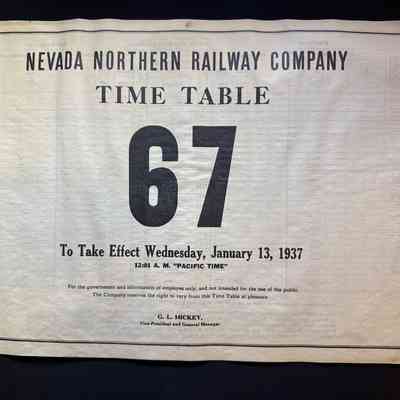 NEVADA NORTHERN RAILWAY COMPANY
TIME TABLE
67
To Take Effect Wednesday, January 13, 1937
12:01 A. M. "PACIFIC TIME"
For the government and information of employes only, and not intended for the use of the public.
The Company reserves the right to vary from this Time Table at pleasure.
G. L. HICKEY,
Vice-President and General Manager